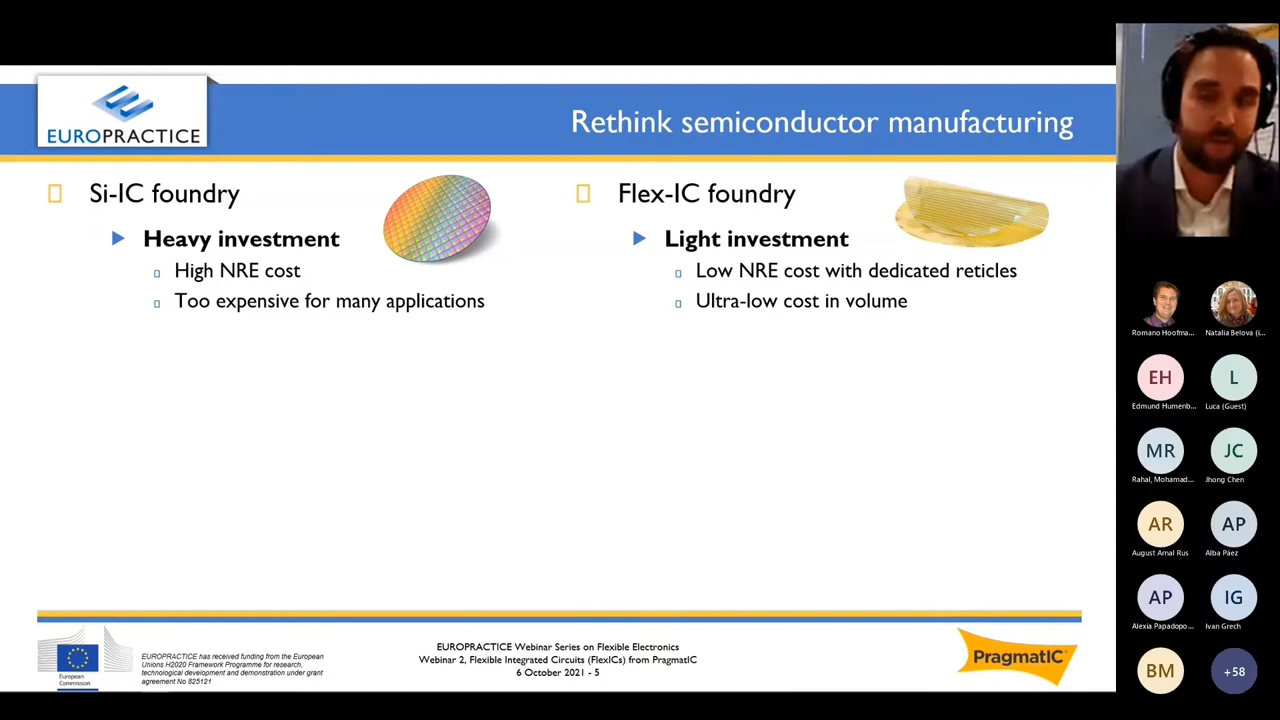 EUROPRACTICE
Rethink semiconductor manufacturing
Si-IC foundry
Heavy investment
High NRE cost
Too expensive for many applications
Flex-IC foundry
Light investment
Low NRE cost with dedicated reticles
Ultra-low cost in volume
European
Commission
EUROPRACTICE has received funding from the European
Unions H2020 Framework Programme for research,
technological development and demonstration under grant
agreement No 825121
EUROPRACTICE Webinar Series on Flexible Electronics
Webinar 2, Flexible Integrated Circuits (FlexICs) from PragmatIC
6 October 2021 - 5
PragmatIC®
Romano Hoofma...
Natalia Belova (i...
EH
L
Edmund Humenb...
Luca (Guest)
MR
JC
Rahal, Mohamad...
Jhong Chen
AR
AP
August Arnal Rus
Alba Páez
AP
IG
Alexia Papadopo...
Ivan Grech
BM
+58